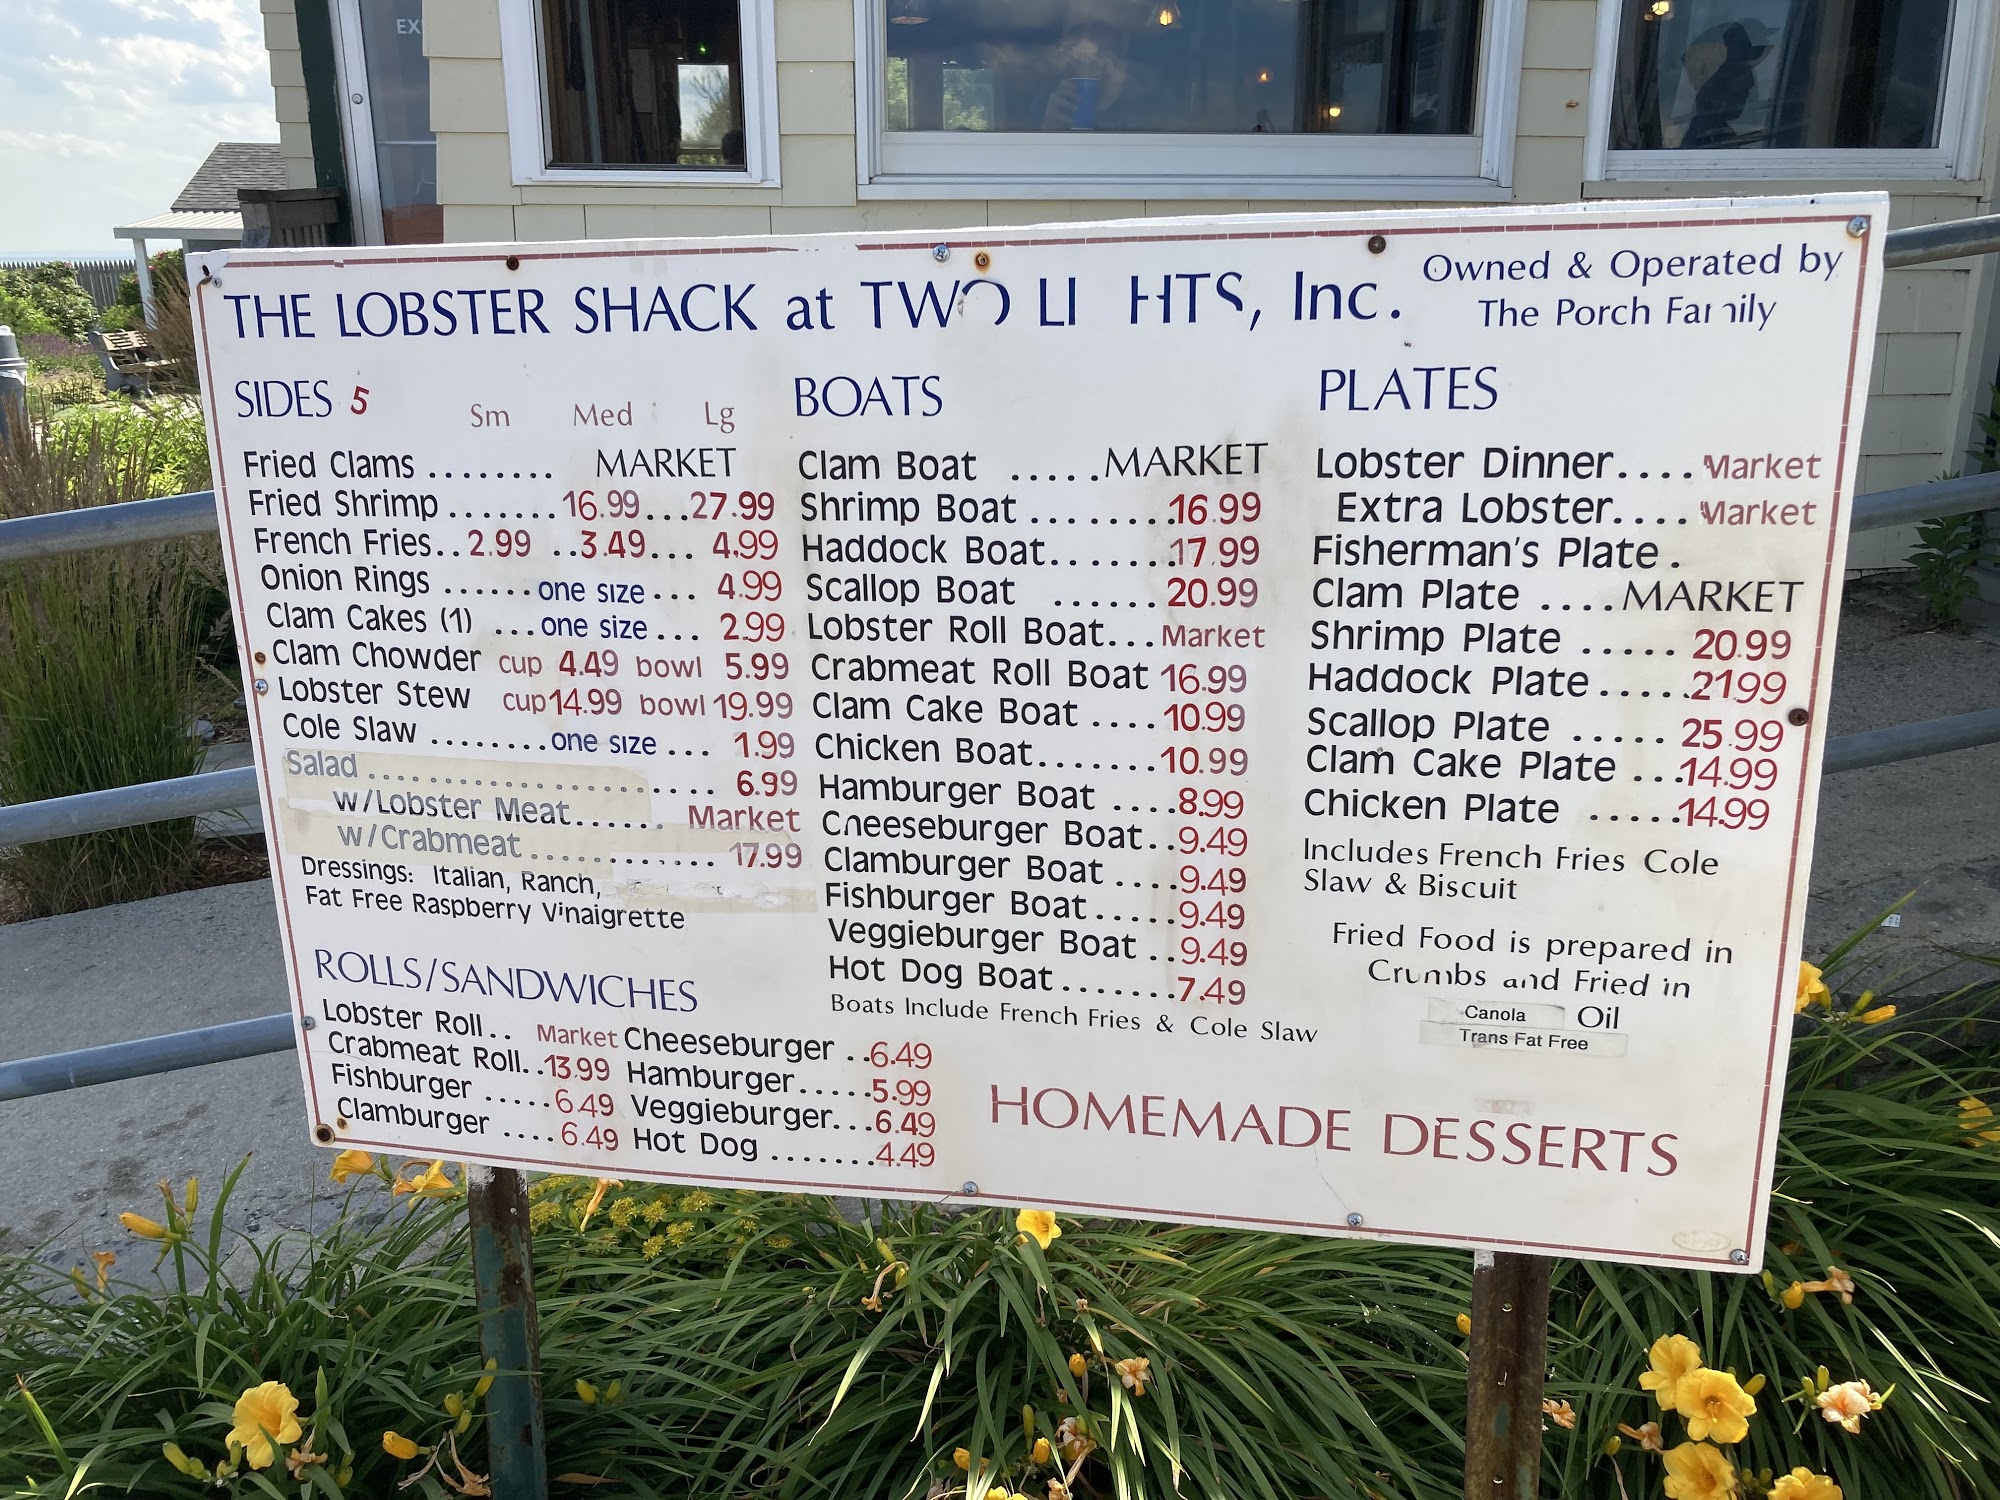 EX
THE LOBSTER SHACK at TWO LI HTS, Inc.
Owned & Operated by
The Porch Family
SIDES 5
Sm Med Lg
Fried Clams ........ MARKET
Fried Shrimp .......16.99...27.99
French Fries..2.99 ..3.49... 4.99
Onion Rings ......one size... 4.99
Clam Cakes (1) ...one size... 2.99
Clam Chowder cup 4.49 bowl 5.99
Lobster Stew cup 14.99 bowl 19.99
Cole Slaw ........one size ... 1.99
Salad ........................ 6.99
w/Lobster Meat...... Market
w/Crabmeat ............ 17.99
Dressings: Italian, Ranch,
Fat Free Raspberry Vinaigrette
ROLLS/SANDWICHES
Lobster Roll.. Market
Crabmeat Roll..13.99
Fishburger .....6.49
Clamburger ....6.49
Cheeseburger ..6.49
Hamburger.....5.99
Veggieburger...6.49
Hot Dog .......4.49
BOATS
Clam Boat .....MARKET
Shrimp Boat ........16.99
Haddock Boat.......17.99
Scallop Boat ......20.99
Lobster Roll Boat...Market
Crabmeat Roll Boat 16.99
Clam Cake Boat ....10.99
Chicken Boat.......10.99
Hamburger Boat ....8.99
Cheeseburger Boat..9.49
Clamburger Boat ....9.49
Fishburger Boat.....9.49
Veggieburger Boat ..9.49
Hot Dog Boat.......7.49
Boats Include French Fries & Cole Slaw
PLATES
Lobster Dinner....Market
Extra Lobster....Market
Fisherman's Plate .
Clam Plate ....MARKET
Shrimp Plate ..... 20.99
Haddock Plate.....21.99
Scallop Plate ..... 25.99
Clam Cake Plate ...14.99
Chicken Plate .....14.99
Includes French Fries Cole
Slaw & Biscuit
Fried Food is prepared in
Crumbs and Fried in
Canola Oil
Trans Fat Free
HOMEMADE DESSERTS